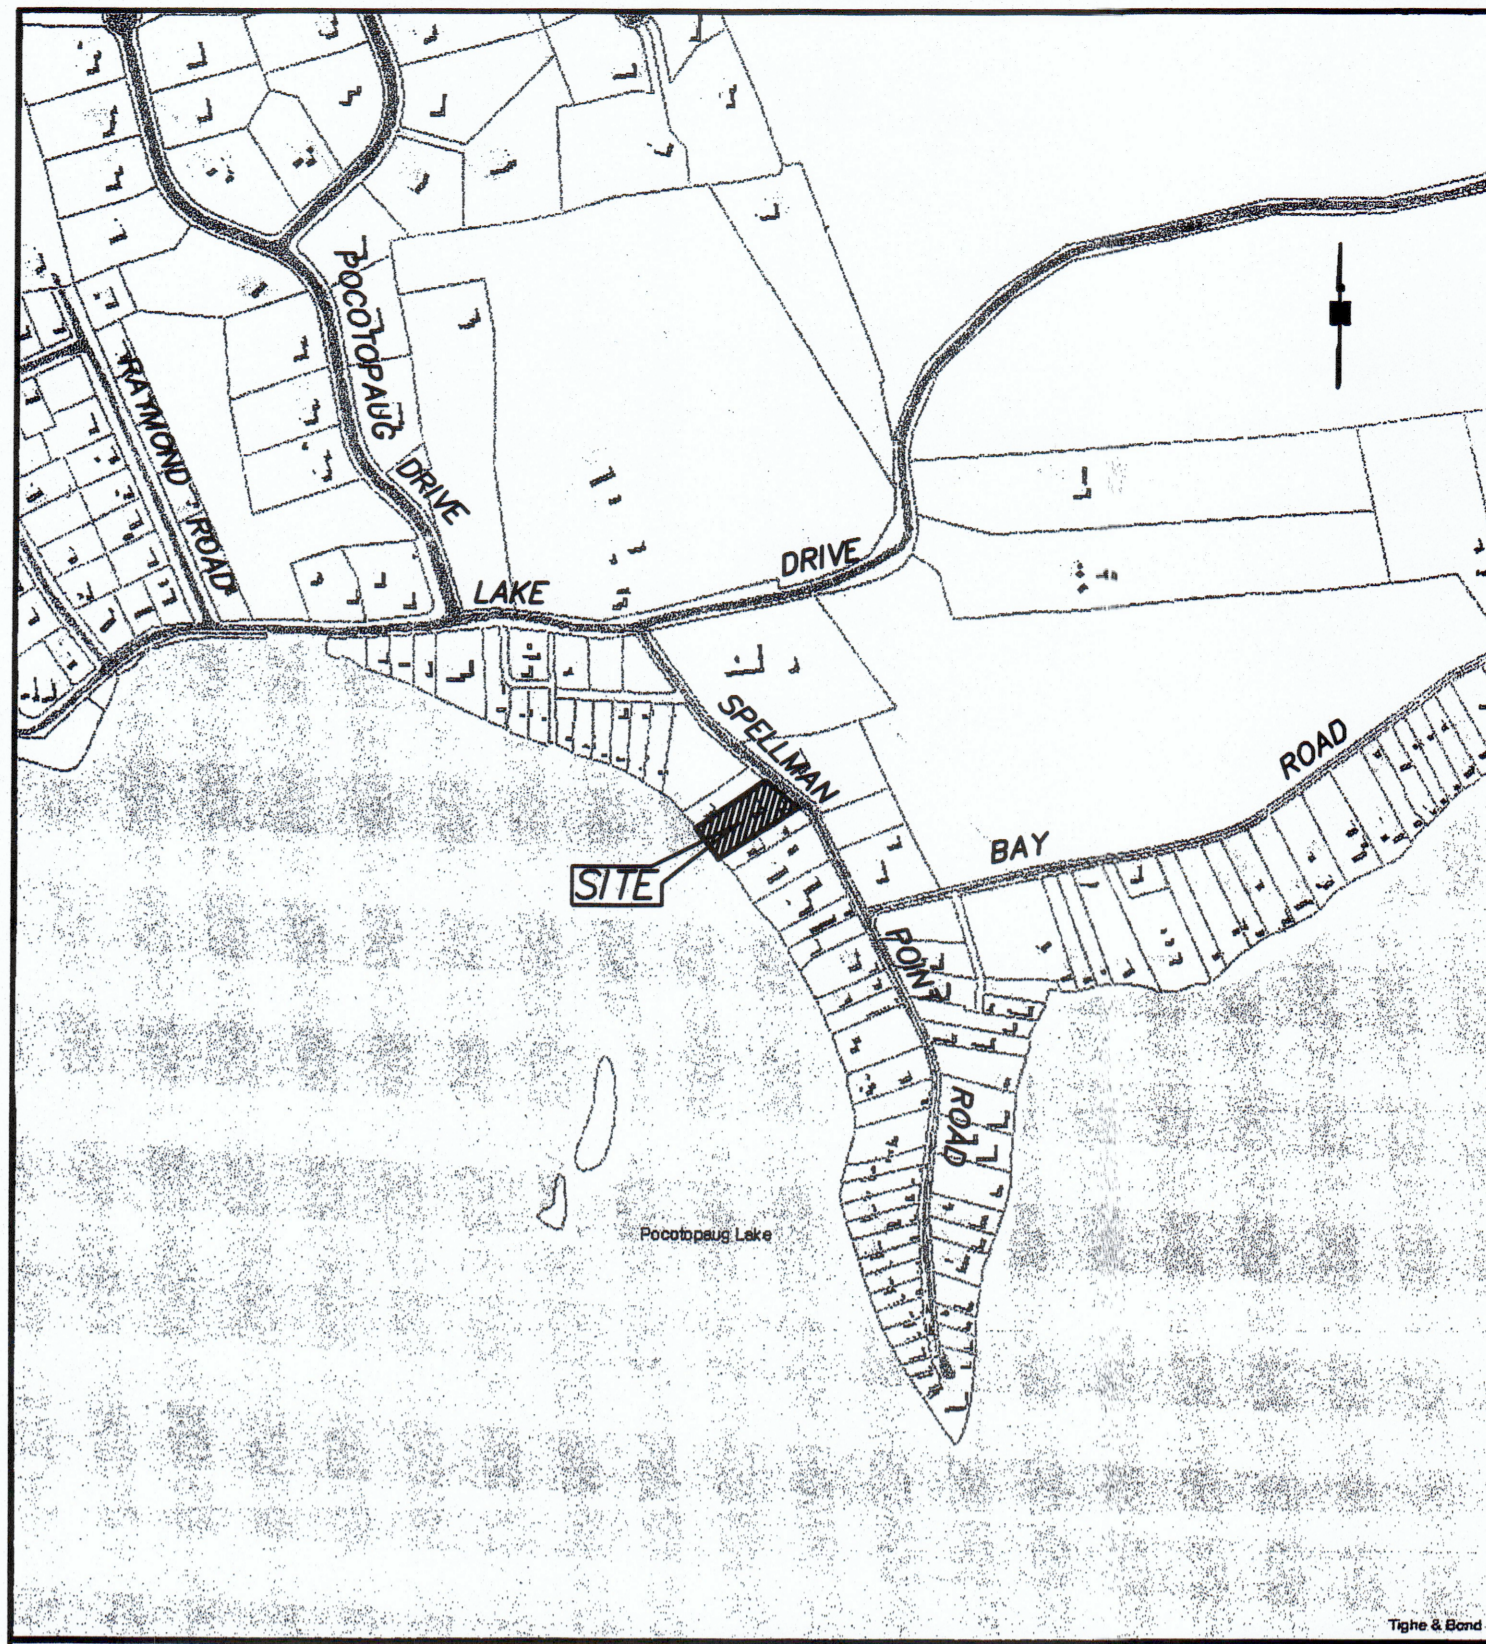 POCOTOPAUG
DRIVE
RAYMOND ROAD
LAKE
DRIVE
SPELLMAN
POINT
ROAD
BAY
ROAD
SITE
Pocotopaug Lake
Tighe & Bond